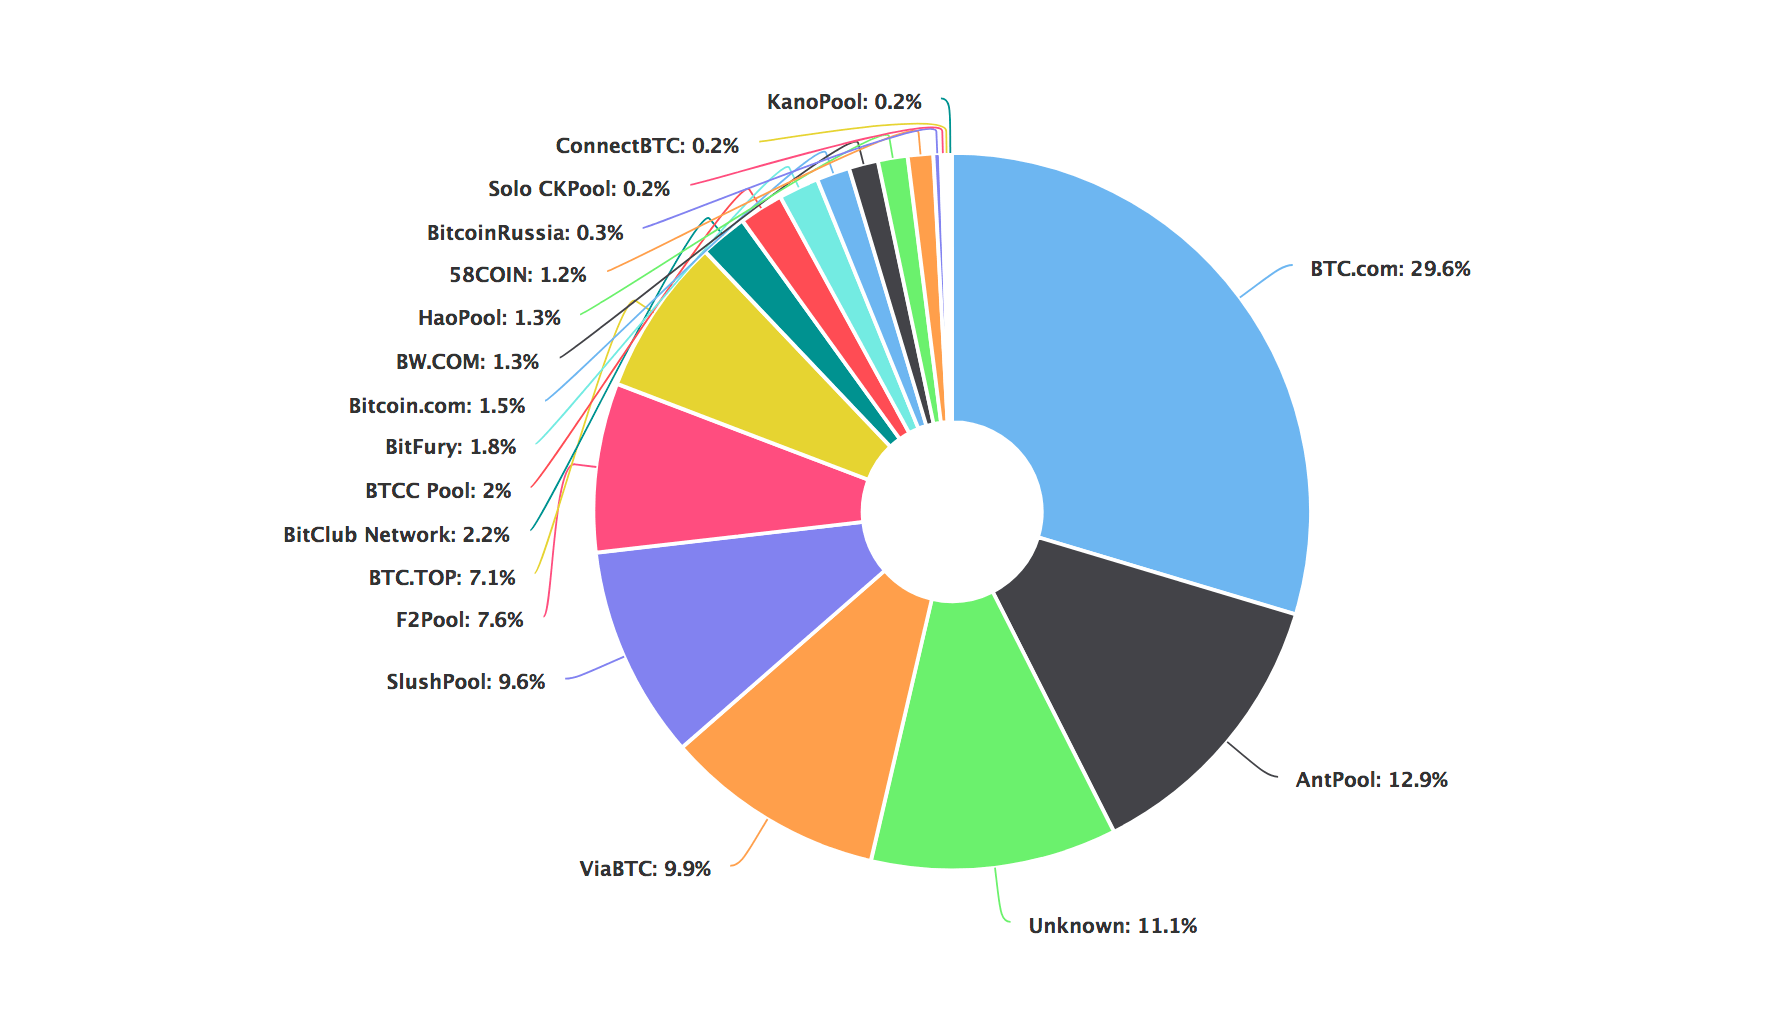 KanoPool: 0.2%
ConnectBTC: 0.2%
Solo CKPool: 0.2%
BitcoinRussia: 0.3%
58COIN: 1.2%
BTC.com: 29.6%
HaoPool: 1.3%
BW.COM: 1.3%
Bitcoin.com: 1.5%
BitFury: 1.8%
BTCC Pool: 2%
BitClub Network: 2.2%
BTC.TOP: 7.1%
F2Pool: 7.6%
SlushPool: 9.6%
AntPool: 12.9%
ViaBTC: 9.9%
Unknown: 11.1%